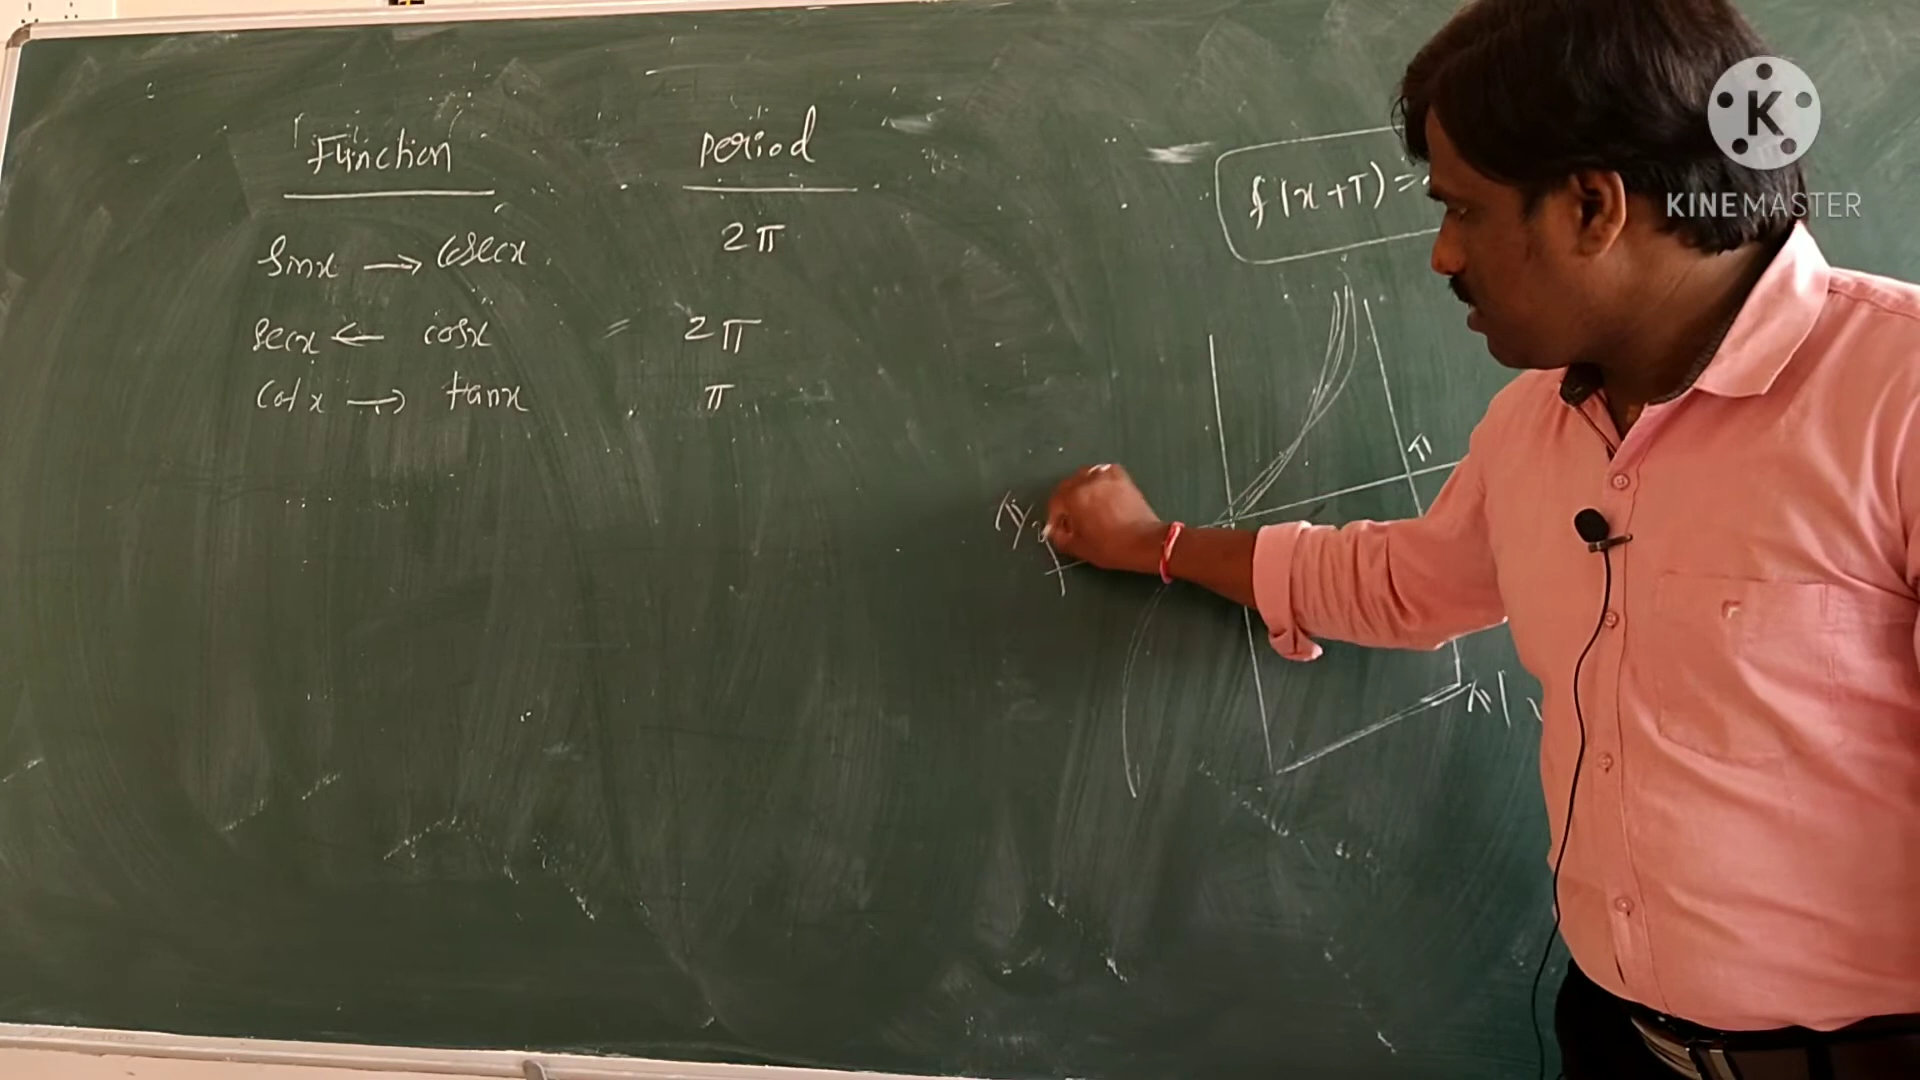 Function Period
sinx → cosecx 2π
secx ← cosx = 2π
cotx → tanx π
f(x+T) =
π
K
KINEMASTER